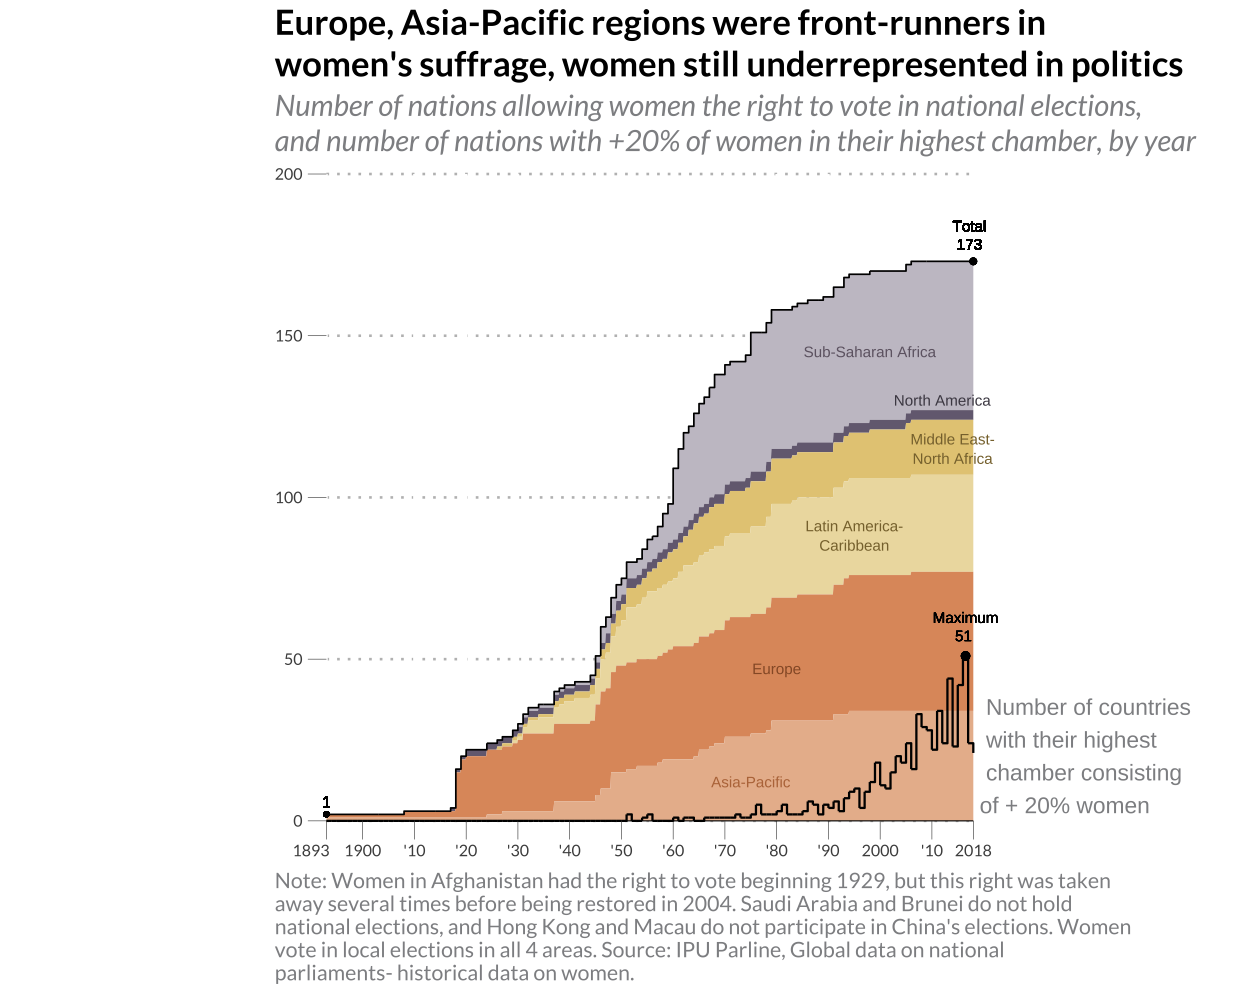 Europe, Asia-Pacific regions were front-runners in
women's suffrage, women still underrepresented in politics
Number of nations allowing women the right to vote in national elections,
and number of nations with +20% of women in their highest chamber, by year
200
Total
173
150
Sub-Saharan Africa
North America
Middle East-
North Africa
100
Latin America-
Caribbean
Maximum
51
50
Europe
Number of countries
with their highest
chamber consisting
of + 20% women
Asia-Pacific
1
0
1893 1900 '10 '20 '30 '40 '50 '60 '70 '80 '90 2000 '10 2018
Note: Women in Afghanistan had the right to vote beginning 1929, but this right was taken
away several times before being restored in 2004. Saudi Arabia and Brunei do not hold
national elections, and Hong Kong and Macau do not participate in China's elections. Women
vote in local elections in all 4 areas. Source: IPU Parline, Global data on national
parliaments- historical data on women.